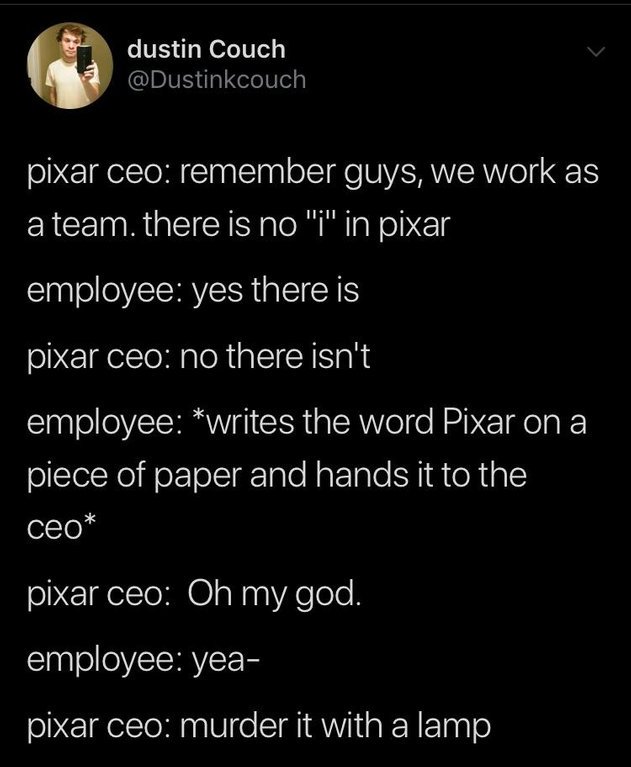 dustin Couch
@Dustinkcouch
pixar ceo: remember guys, we work as
a team. there is no "i" in pixar
employee: yes there is
pixar ceo: no there isn't
employee: *writes the word Pixar on a
piece of paper and hands it to the
ceo*
pixar ceo:  Oh my god.
employee: yea-
pixar ceo: murder it with a lamp